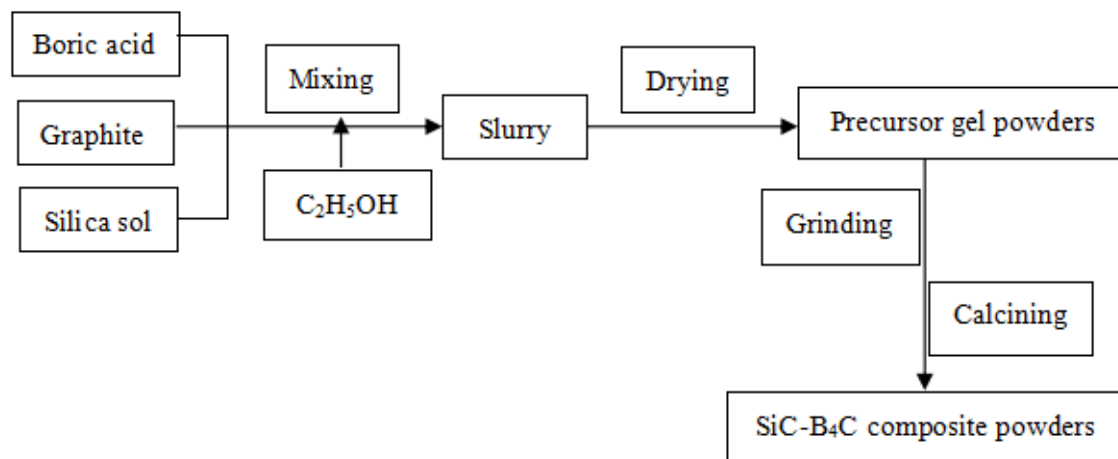 Boric acid
Graphite
Silica sol
Mixing
C₂H₅OH
Slurry
Drying
Precursor gel powders
Grinding
Calcining
SiC-B₄C composite powders